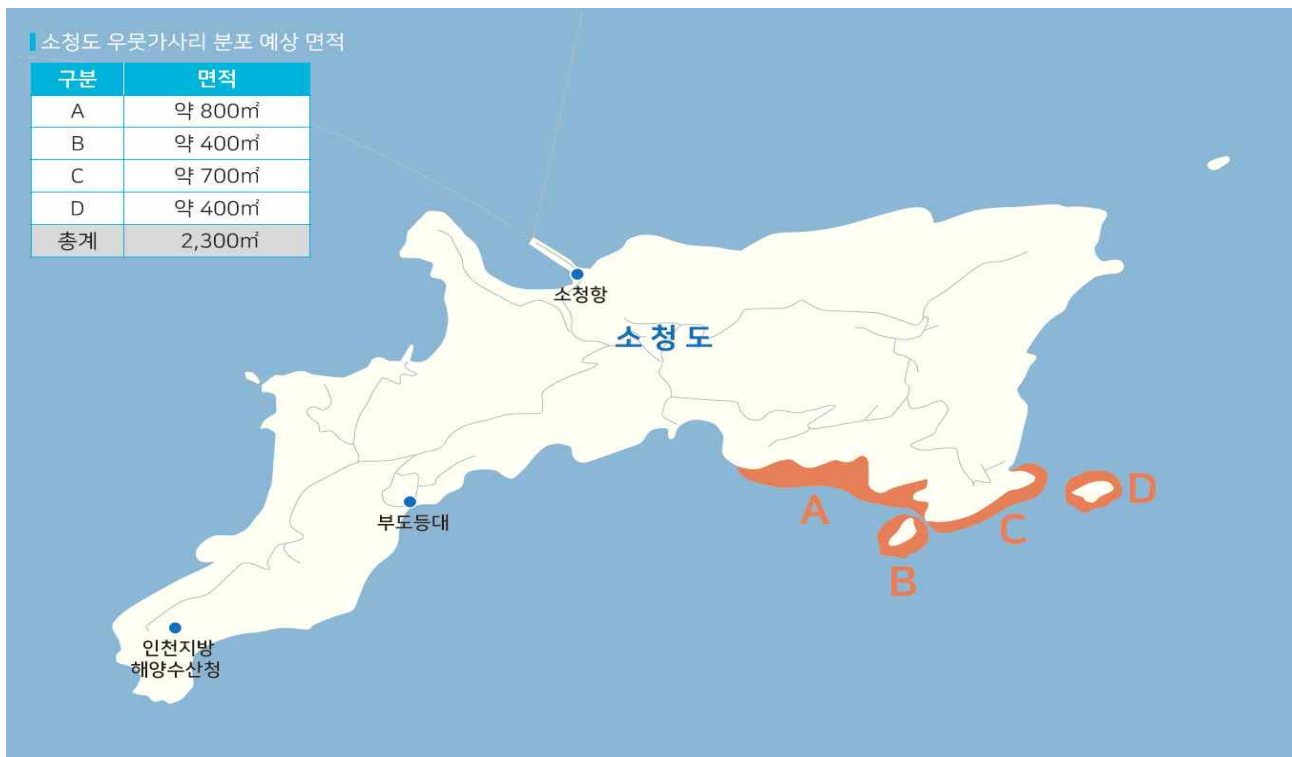 소청도 우뭇가사리 분포 예상 면적
구분 면적
A 약 800㎡
B 약 400㎡
C 약 700㎡
D 약 400㎡
총계 2,300㎡
소청항
소청도
A
D
C
부도등대
B
인천지방
해양수산청